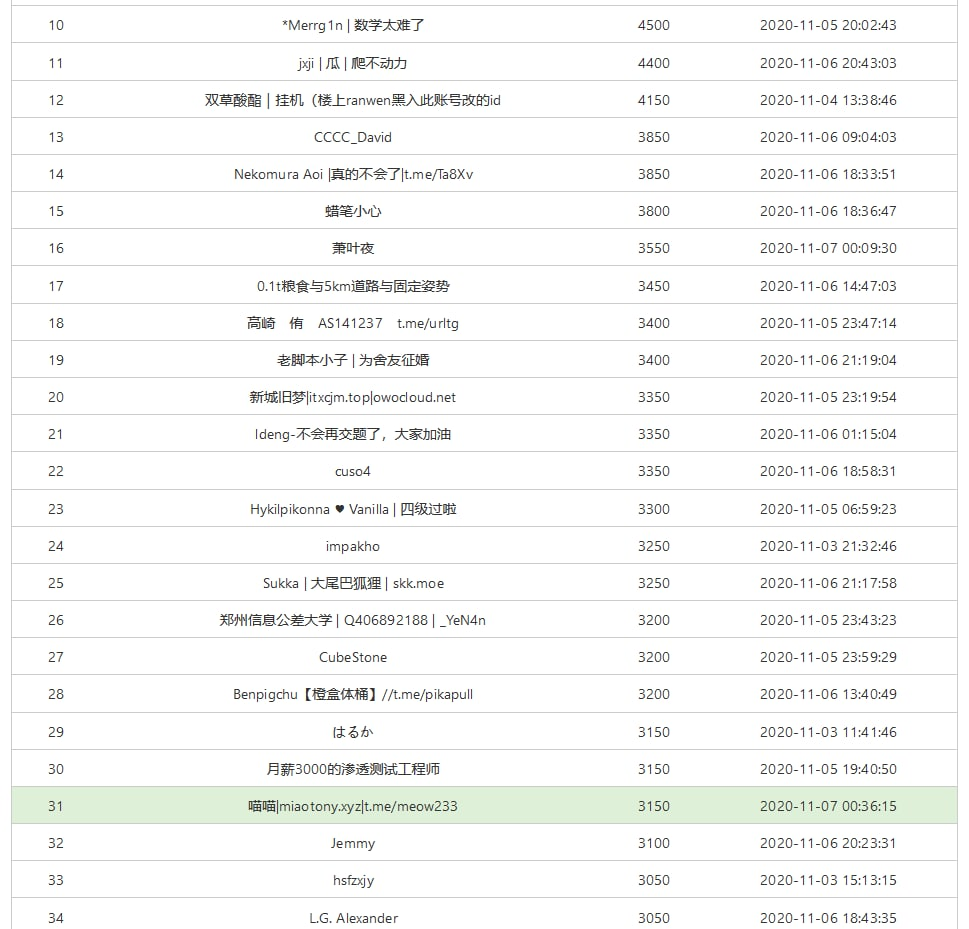 10 *Merrg1n | 数学太难了 4500 2020-11-05 20:02:43
11 jxji | 瓜 | 爬不动力 4400 2020-11-06 20:43:03
12 双草酸酯 | 挂机（楼上ranwen黑入此账号改的id 4150 2020-11-04 13:38:46
13 CCCC_David 3850 2020-11-06 09:04:03
14 Nekomura Aoi |真的不会了|t.me/Ta8Xv 3850 2020-11-06 18:33:51
15 蜡笔小心 3800 2020-11-06 18:36:47
16 萧叶夜 3550 2020-11-07 00:09:30
17 0.1t粮食与5km道路与固定姿势 3450 2020-11-06 14:47:03
18 高崎　侑　AS141237　t.me/urltg 3400 2020-11-05 23:47:14
19 老脚本小子 | 为舍友征婚 3400 2020-11-06 21:19:04
20 新城旧梦|itxcjm.top|owocloud.net 3350 2020-11-05 23:19:54
21 ldeng-不会再交题了，大家加油 3350 2020-11-06 01:15:04
22 cuso4 3350 2020-11-06 18:58:31
23 Hykilpikonna ♥ Vanilla | 四级过啦 3300 2020-11-05 06:59:23
24 impakho 3250 2020-11-03 21:32:46
25 Sukka | 大尾巴狐狸 | skk.moe 3250 2020-11-06 21:17:58
26 郑州信息公差大学 | Q406892188 | _YeN4n 3200 2020-11-05 23:43:23
27 CubeStone 3200 2020-11-05 23:59:29
28 Benpigchu【橙盒体桶】//t.me/pikapull 3200 2020-11-06 13:40:49
29 はるか 3150 2020-11-03 11:41:46
30 月薪3000的渗透测试工程师 3150 2020-11-05 19:40:50
31 喵喵|miaotony.xyz|t.me/meow233 3150 2020-11-07 00:36:15
32 Jemmy 3100 2020-11-06 20:23:31
33 hsfzxjy 3050 2020-11-03 15:13:15
34 L.G. Alexander 3050 2020-11-06 18:43:35